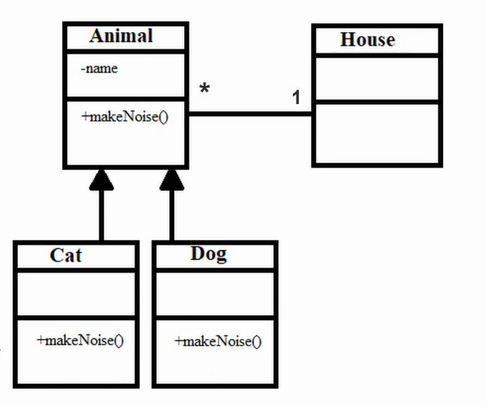 Animal
-name
+makeNoise()
*
1
House
Cat
+makeNoise()
Dog
+makeNoise()